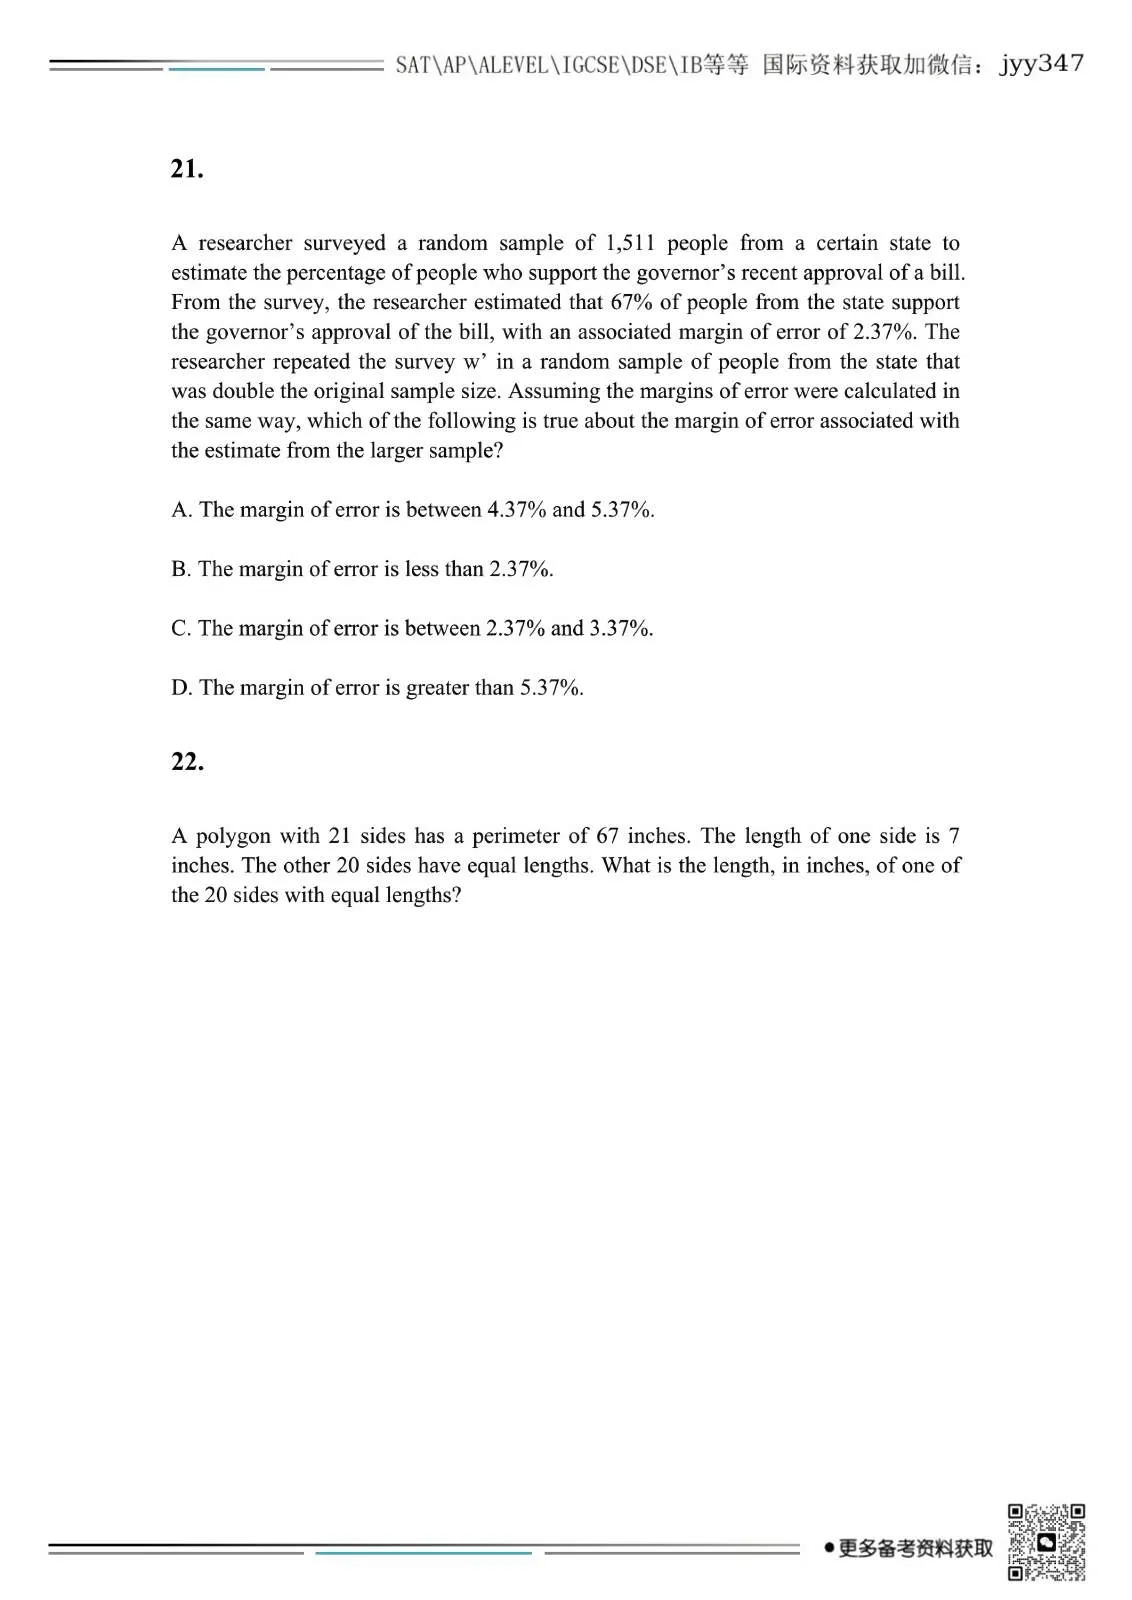 SAT\AP\ALEVEL\IGCSE\DSE\IB等等 国际资料获取加微信：jyy347
21.
A researcher surveyed a random sample of 1,511 people from a certain state to
estimate the percentage of people who support the governor’s recent approval of a bill.
From the survey, the researcher estimated that 67% of people from the state support
the governor’s approval of the bill, with an associated margin of error of 2.37%. The
researcher repeated the survey w’ in a random sample of people from the state that
was double the original sample size. Assuming the margins of error were calculated in
the same way, which of the following is true about the margin of error associated with
the estimate from the larger sample?
A. The margin of error is between 4.37% and 5.37%.
B. The margin of error is less than 2.37%.
C. The margin of error is between 2.37% and 3.37%.
D. The margin of error is greater than 5.37%.
22.
A polygon with 21 sides has a perimeter of 67 inches. The length of one side is 7
inches. The other 20 sides have equal lengths. What is the length, in inches, of one of
the 20 sides with equal lengths?
●更多备考资料获取